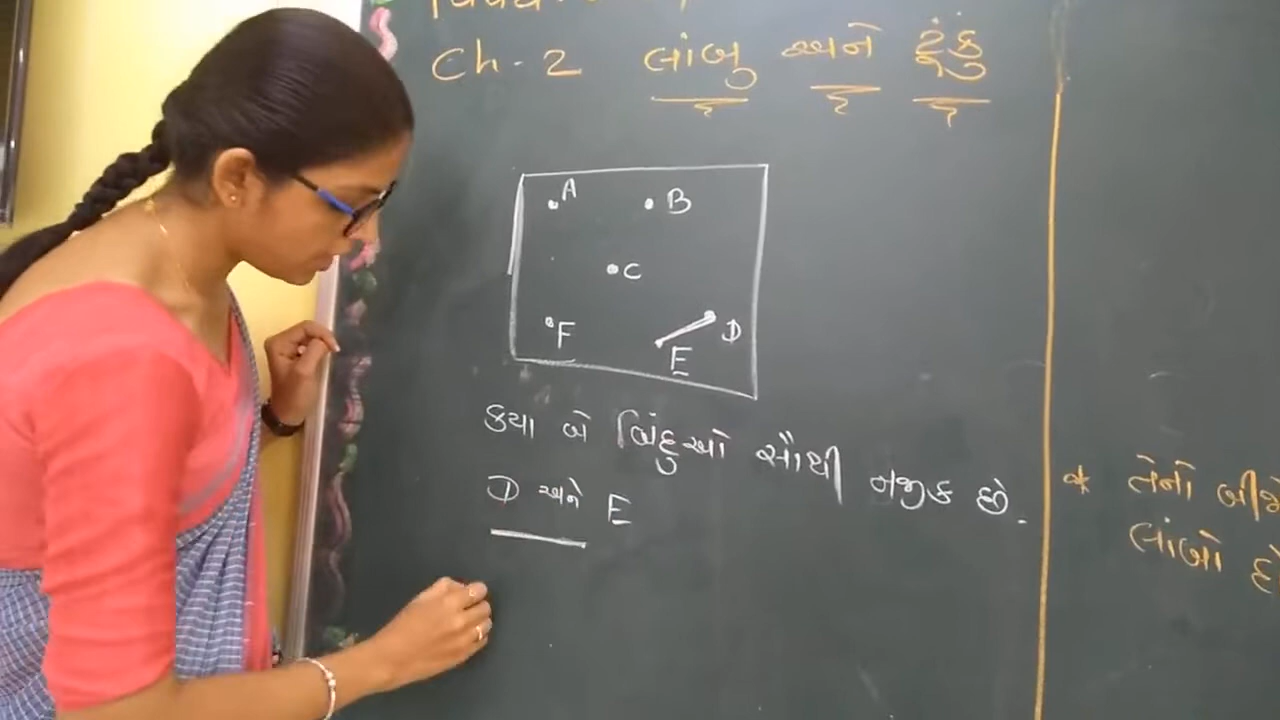 Ch - 2 લાંબુ અને ટૂંકું
A
B
C
F
D
E
કયા બે બિંદુઓ સૌથી નજીક છે.
D અને E
* તેનો
લાંબો